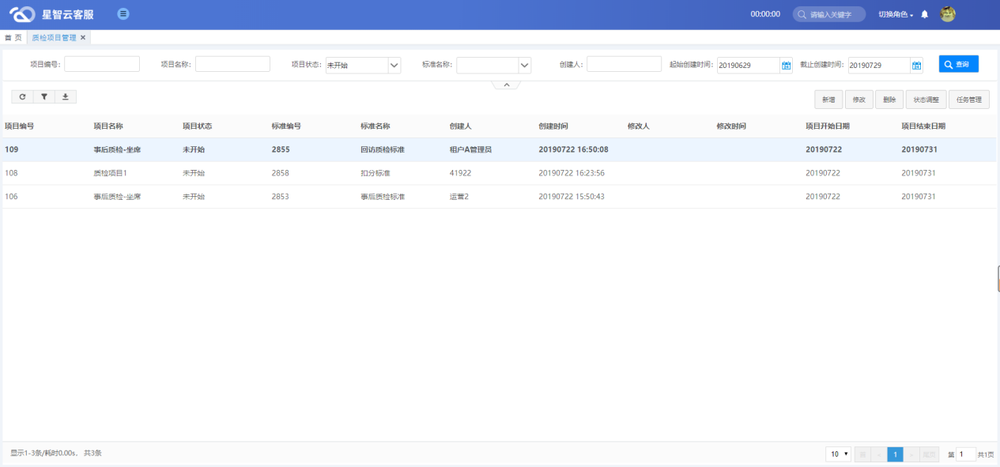 星智云客服 00:00:00 请输入关键字 切换角色
首 页 质检项目管理
项目编号: 项目名称: 项目状态: 未开始 标准名称: 创建人: 起始创建时间: 20190629 截止创建时间: 20190729 查询
新增 修改 删除 状态调整 任务管理
项目编号 项目名称 项目状态 标准编号 标准名称 创建人 创建时间 修改人 修改时间 项目开始日期 项目结束日期
109 事后质检-坐席 未开始 2855 回访质检标准 租户A管理员 20190722 16:50:08 20190722 20190731
108 质检项目1 未开始 2858 扣分标准 41922 20190722 16:23:56 20190722 20190731
106 事后质检-坐席 未开始 2853 事后质检标准 运营2 20190722 15:50:43 20190722 20190731
显示1-3条/耗时0.00s, 共3条 10 首 « 1 » 尾页 第 1 共1页